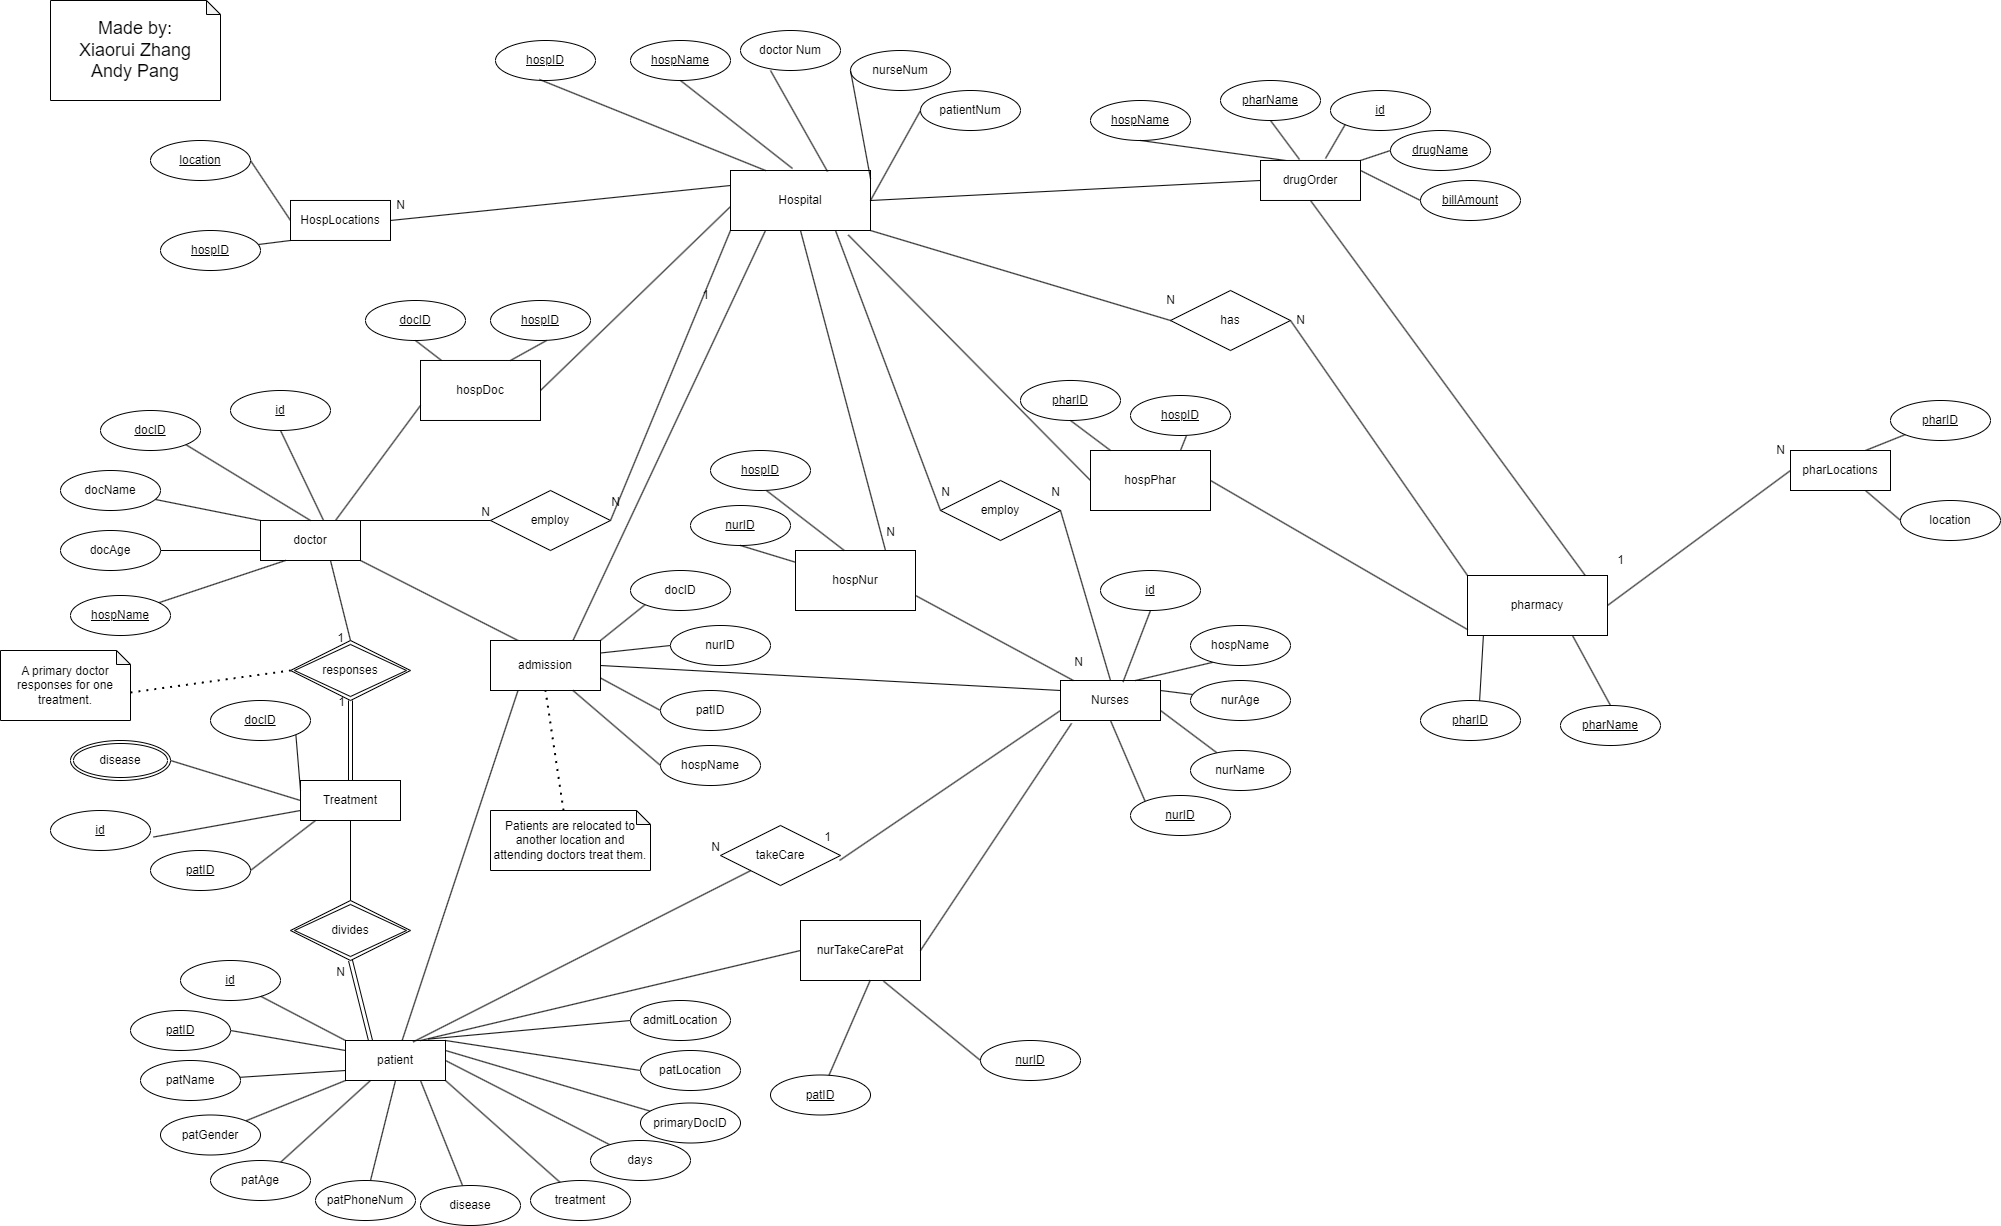 Made by:
Xiaorui Zhang
Andy Pang
hospID
hospName
doctor Num
nurseNum
patientNum
hospName
pharName
id
drugName
billAmount
drugOrder
location
HospLocations
N
hospID
Hospital
1
has
N
N
docID
hospID
hospDoc
docID
id
docName
docAge
hospName
doctor
N
employ
N
hospID
nurID
hospNur
N
N
employ
N
pharID
hospID
hospPhar
pharID
N
pharLocations
location
1
pharmacy
pharID
pharName
1
responses
1
A primary doctor
responses for one
treatment.
docID
disease
id
patID
Treatment
admission
docID
nurID
patID
hospName
Patients are relocated to
another location and
attending doctors treat them.
N
id
hospName
nurAge
nurName
nurID
Nurses
N
takeCare
1
divides
N
nurTakeCarePat
patID
nurID
id
patID
patName
patGender
patAge
patPhoneNum
disease
treatment
days
primaryDocID
patLocation
admitLocation
patient